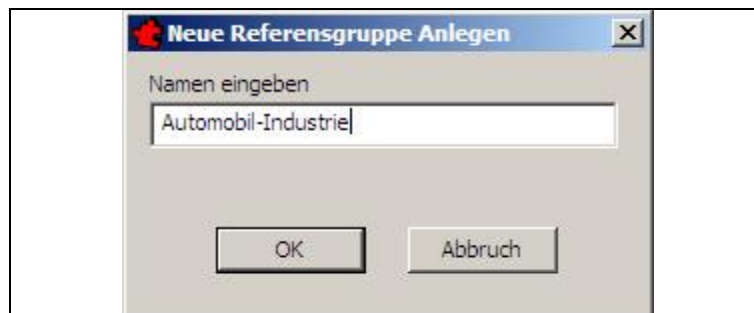 Neue Referensgruppe Anlegen
Namen eingeben
Automobil-Industrie
OK Abbruch